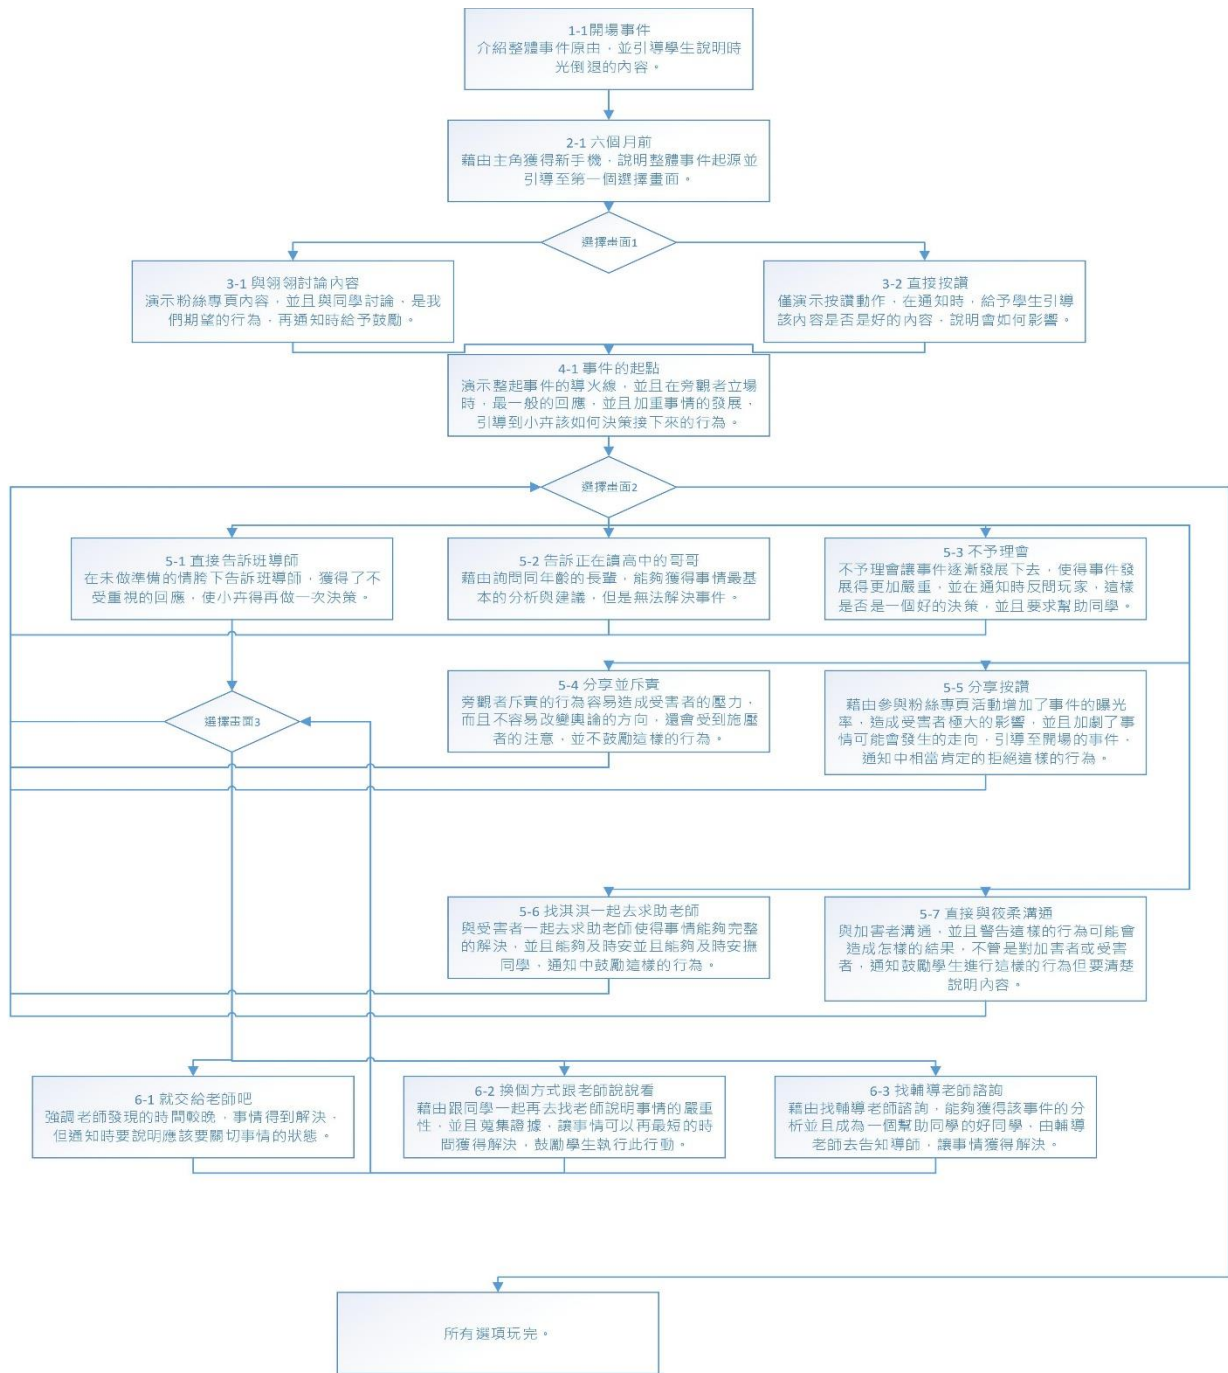 1-1開場事件
介紹整體事件原由，並引導學生說明時
光倒退的內容。
2-1 六個月前
藉由主角獲得新手機，說明整體事件起源並
引導至第一個選擇畫面。
選擇畫面1
3-1 與翎翎討論內容
演示粉絲專頁內容，並且與同學討論，是我
們期望的行為，再通知時給予鼓勵。
3-2 直接按讚
僅演示按讚動作，在通知時，給予學生引導
該內容是否是好的內容，說明會如何影響。
4-1 事件的起點
演示整起事件的導火線，並且在旁觀者立場
時，最一般的回應，並且加重事情的發展，
引導到小卉該如何決策接下來的行為。
選擇畫面2
5-1 直接告訴班導師
在未做準備的情胯下告訴班導師，獲得了不
受重視的回應，使小卉得再做一次決策。
5-2 告訴正在讀高中的哥哥
藉由詢問同年齡的長輩，能夠獲得事情最基
本的分析與建議，但是無法解決事件。
5-3 不予理會
不予理會讓事件逐漸發展下去，使得事件發
展得更加嚴重，並在通知時反問玩家，這樣
是否是一個好的決策，並且要求幫助同學。
5-4 分享並斥責
旁觀者斥責的行為容易造成受害者的壓力，
而且不容易改變輿論的方向，還會受到施壓
者的注意，並不鼓勵這樣的行為。
5-5 分享按讚
藉由參與粉絲專頁活動增加了事件的曝光
率，造成受害者極大的影響，並且加劇了事
情可能會發生的走向，引導至開場的事件，
通知中相當肯定的拒絕這樣的行為。
選擇畫面3
5-6 找淇淇一起去求助老師
與受害者一起去求助老師使得事情能夠完整
的解決，並且能夠及時安並且能夠及時安撫
同學，通知中鼓勵這樣的行為。
5-7 直接與筱柔溝通
與加害者溝通，並且警告這樣的行為可能會
造成怎樣的結果，不管是對加害者或受害
者，通知鼓勵學生進行這樣的行為但要清楚
說明內容。
6-1 就交給老師吧
強調老師發現的時間較晚，事情得到解決，
但通知時要說明應該要關切事情的狀態。
6-2 換個方式跟老師說說看
藉由跟同學一起再去找老師說明事情的嚴重
性，並且蒐集證據，讓事情可以再最短的時
間獲得解決，鼓勵學生執行此行動。
6-3 找輔導老師諮詢
藉由找輔導老師諮詢，能夠獲得該事件的分
析並且成為一個幫助同學的好同學，由輔導
老師去告知導師，讓事情獲得解決。
所有選項玩完。